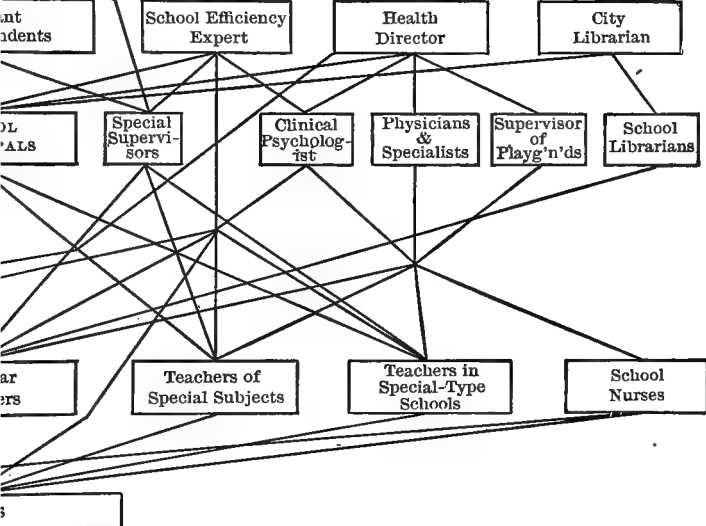 School Efficiency
Expert
Health
Director
City
Librarian
Special
Supervi-
sors
Clinical
Psycholog-
ist
Physicians
&
Specialists
Supervisor
of
Playg'n'ds
School
Librarians
Teachers of
Special Subjects
Teachers in
Special-Type
Schools
School
Nurses